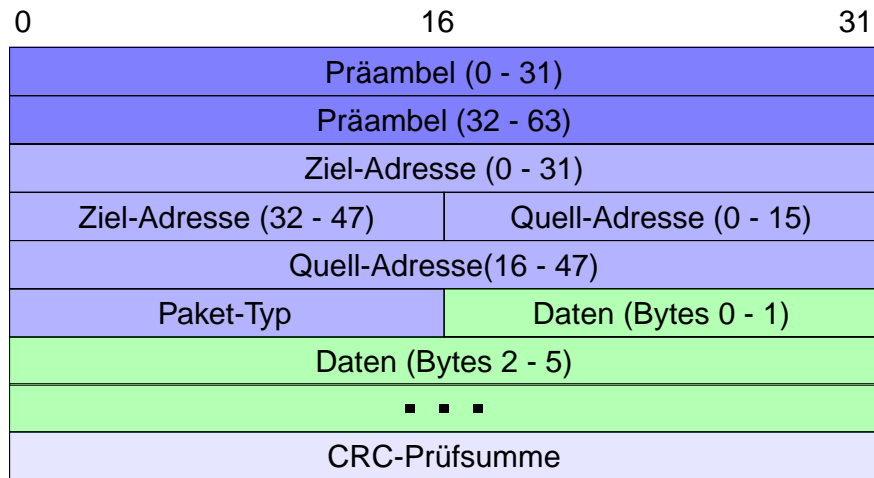 0 16 31
Präambel (0 - 31)
Präambel (32 - 63)
Ziel-Adresse (0 - 31)
Ziel-Adresse (32 - 47) Quell-Adresse (0 - 15)
Quell-Adresse(16 - 47)
Paket-Typ Daten (Bytes 0 - 1)
Daten (Bytes 2 - 5)
. . .
CRC-Prüfsumme